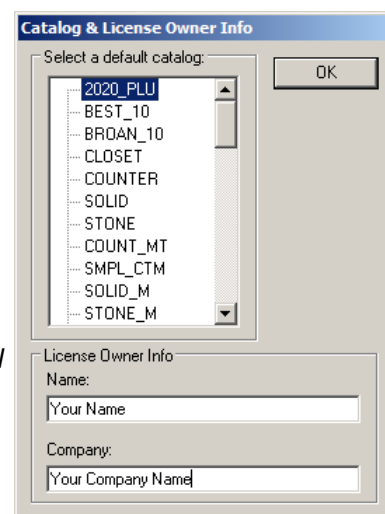 Catalog & License Owner Info
Select a default catalog:
OK
2020_PLU
BEST_10
BROAN_10
CLOSET
COUNTER
SOLID
STONE
COUNT_MT
SMPL_CTM
SOLID_M
STONE_M
License Owner Info
Name:
Your Name
Company:
Your Company Name